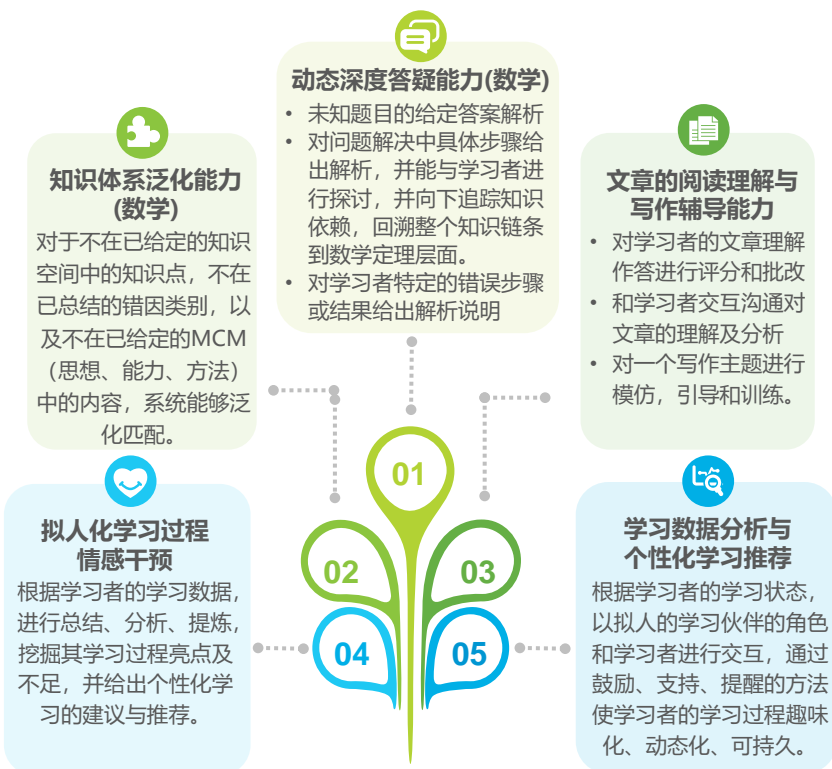 动态深度答疑能力(数学)
• 未知题目的给定答案解析
• 对问题解决中具体步骤给
出解析，并能与学习者进
行探讨，并向下追踪知识
依赖，回溯整个知识链条
到数学定理层面。
• 对学习者特定的错误步骤
或结果给出解析说明
知识体系泛化能力
(数学)
对于不在已给定的知识
空间中的知识点，不在
已总结的错因类别，以
及不在已给定的MCM
（思想、能力、方法）
中的内容，系统能够泛
化匹配。
文章的阅读理解与
写作辅导能力
• 对学习者的文章理解
作答进行评分和批改
• 和学习者交互沟通对
文章的理解及分析
• 对一个写作主题进行
模仿，引导和训练。
01
02
03
04
05
拟人化学习过程
情感干预
根据学习者的学习数据，
进行总结、分析、提炼，
挖掘其学习过程亮点及
不足，并给出个性化学
习的建议与推荐。
学习数据分析与
个性化学习推荐
根据学习者的学习状态，
以拟人的学习伙伴的角色
和学习者进行交互，通过
鼓励、支持、提醒的方法
使学习者的学习过程趣味
化、动态化、可持久。